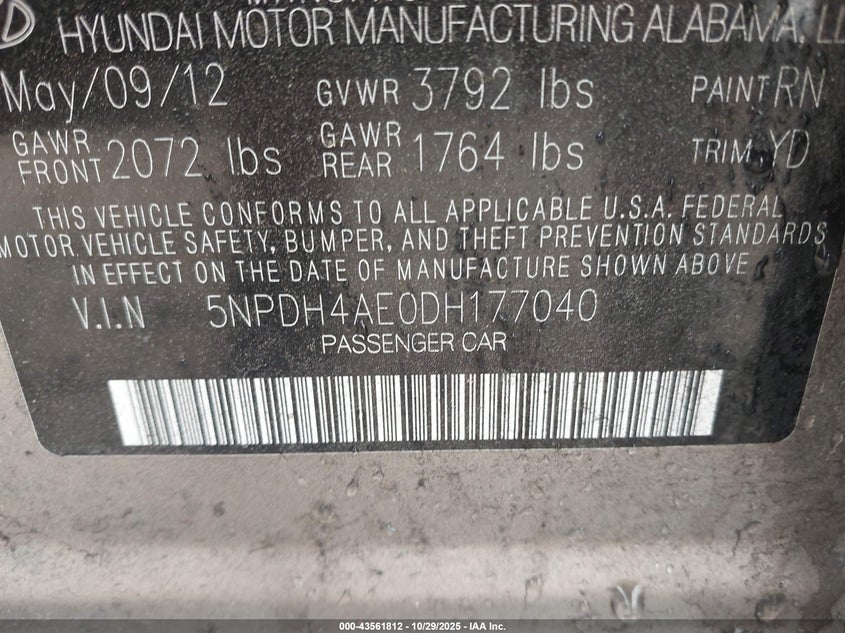 HYUNDAI MOTOR MANUFACTURING ALABAMA, LL
May/09/12 GVWR 3792 lbs PAINT RN
GAWR FRONT 2072 lbs GAWR REAR 1764 lbs TRIM YD
THIS VEHICLE CONFORMS TO ALL APPLICABLE U.S.A. FEDERAL
MOTOR VEHICLE SAFETY, BUMPER, AND THEFT PREVENTION STANDARDS
IN EFFECT ON THE DATE OF MANUFACTURE SHOWN ABOVE
V.I.N 5NPDH4AE0DH177040
PASSENGER CAR
000-43561812 - 10/29/2025 - IAA Inc.